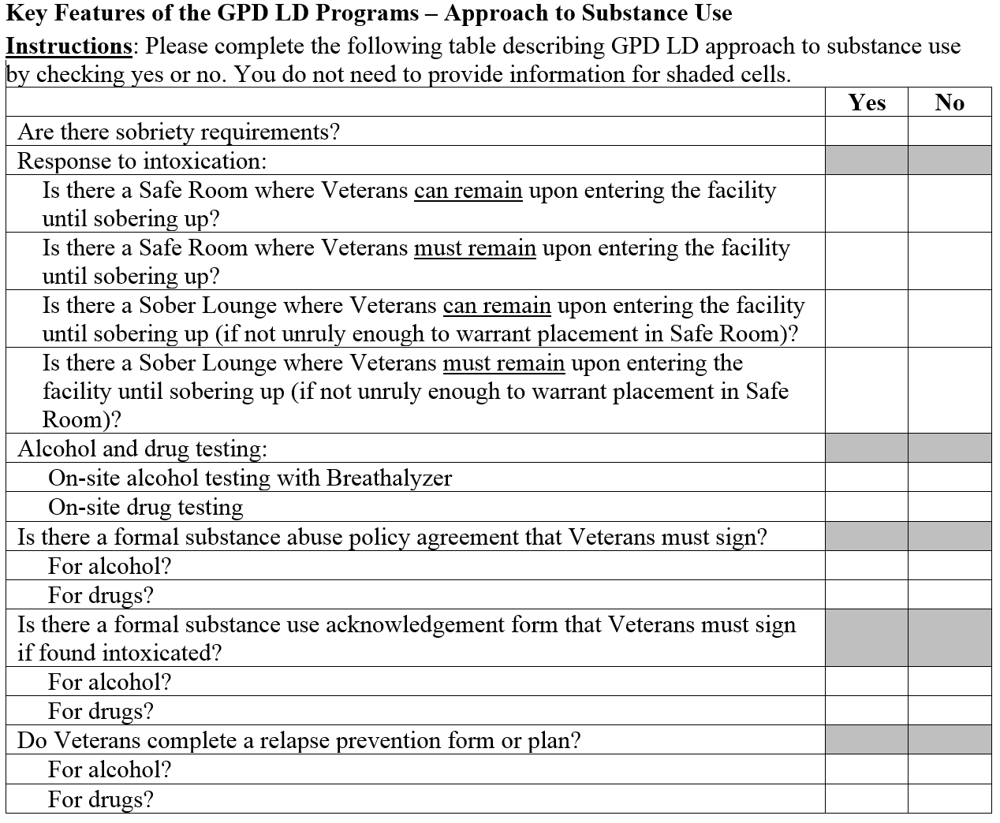 Key Features of the GPD LD Programs – Approach to Substance Use
Instructions: Please complete the following table describing GPD LD approach to substance use
by checking yes or no. You do not need to provide information for shaded cells.
Yes No
Are there sobriety requirements?
Response to intoxication:
Is there a Safe Room where Veterans can remain upon entering the facility
until sobering up?
Is there a Safe Room where Veterans must remain upon entering the facility
until sobering up?
Is there a Sober Lounge where Veterans can remain upon entering the facility
until sobering up (if not unruly enough to warrant placement in Safe Room)?
Is there a Sober Lounge where Veterans must remain upon entering the
facility until sobering up (if not unruly enough to warrant placement in Safe
Room)?
Alcohol and drug testing:
On-site alcohol testing with Breathalyzer
On-site drug testing
Is there a formal substance abuse policy agreement that Veterans must sign?
For alcohol?
For drugs?
Is there a formal substance use acknowledgement form that Veterans must sign
if found intoxicated?
For alcohol?
For drugs?
Do Veterans complete a relapse prevention form or plan?
For alcohol?
For drugs?